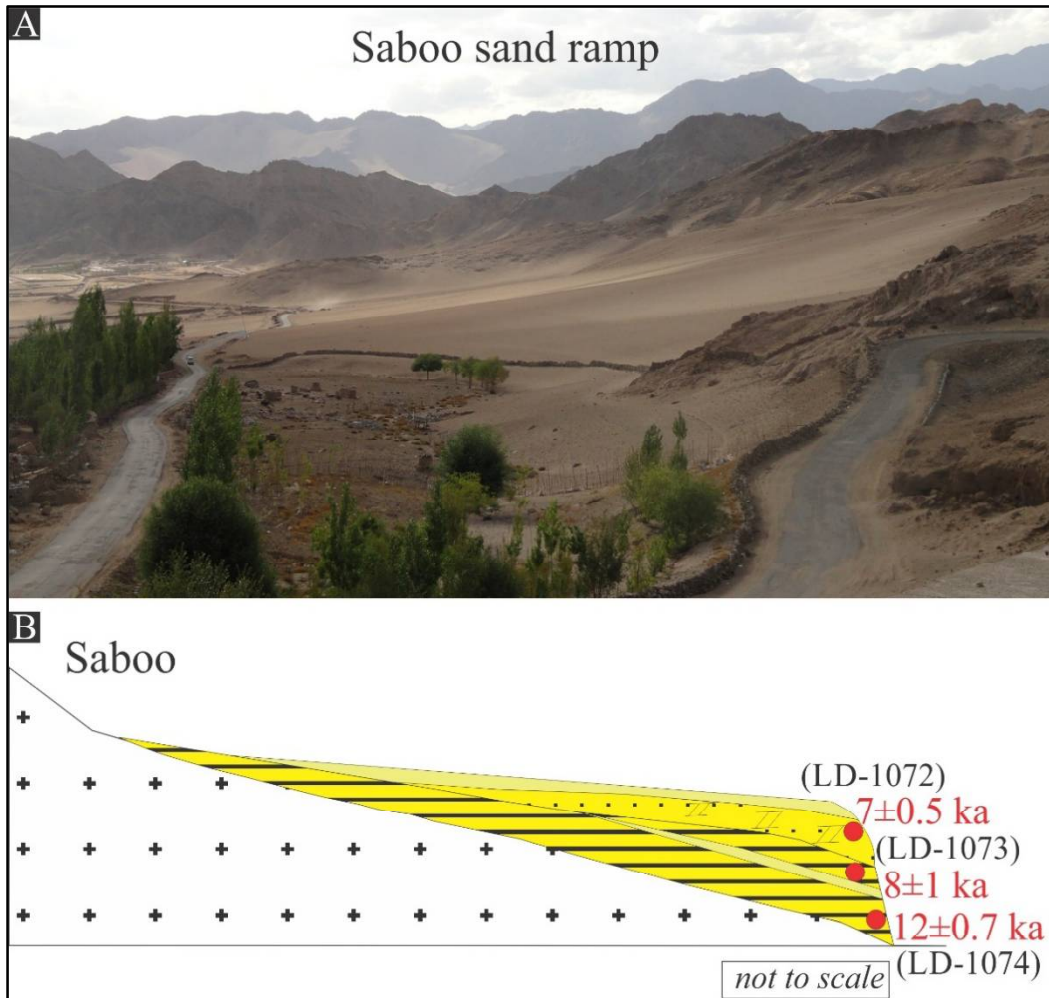 A
Saboo sand ramp
B
Saboo
(LD-1072)
7±0.5 ka
(LD-1073)
8±1 ka
12±0.7 ka
(LD-1074)
not to scale